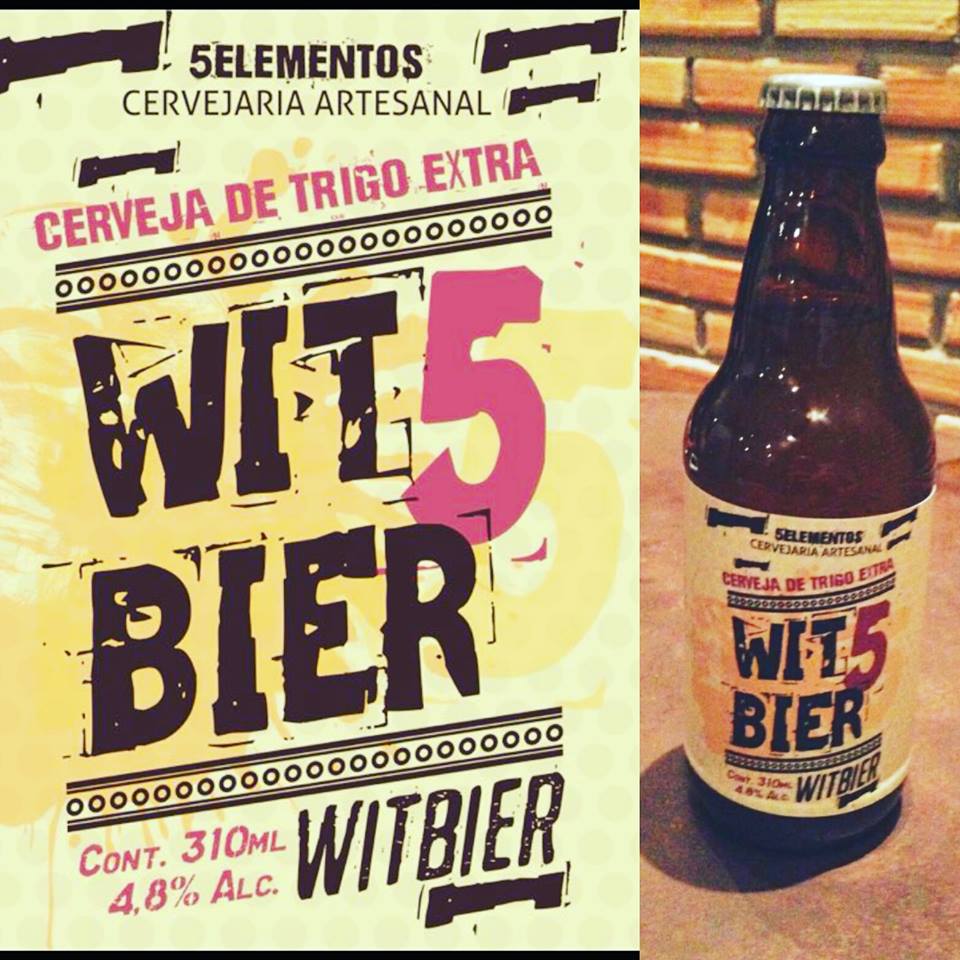 5ELEMENTOS
CERVEJARIA ARTESANAL
CERVEJA DE TRIGO EXTRA
WIT5
BIER
CONT. 310ML
4,8% ALC.
WITBIER
5ELEMENTOS
CERVEJARIA ARTESANAL
CERVEJA DE TRIGO EXTRA
WIT5
BIER
CONT. 310ML
4,8% ALC.
WITBIER